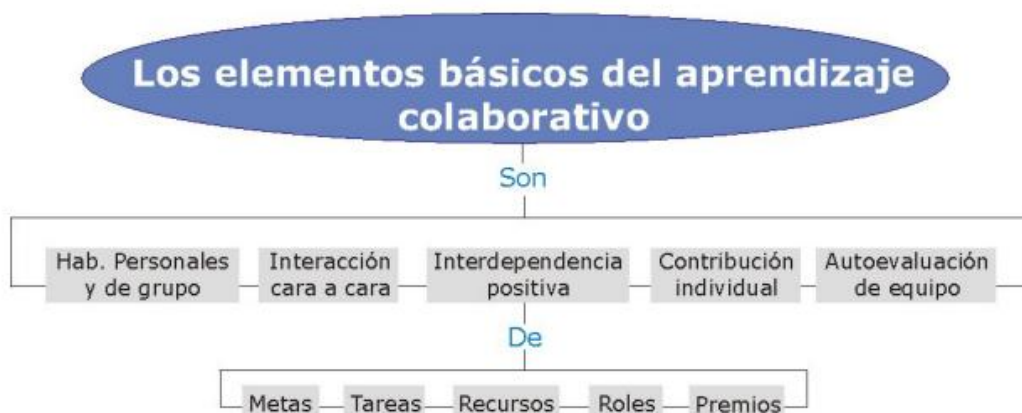 Los elementos básicos del aprendizaje
colaborativo
Son
Hab. Personales
y de grupo
Interacción
cara a cara
Interdependencia
positiva
Contribución
individual
Autoevaluación
de equipo
De
Metas
Tareas
Recursos
Roles
Premios